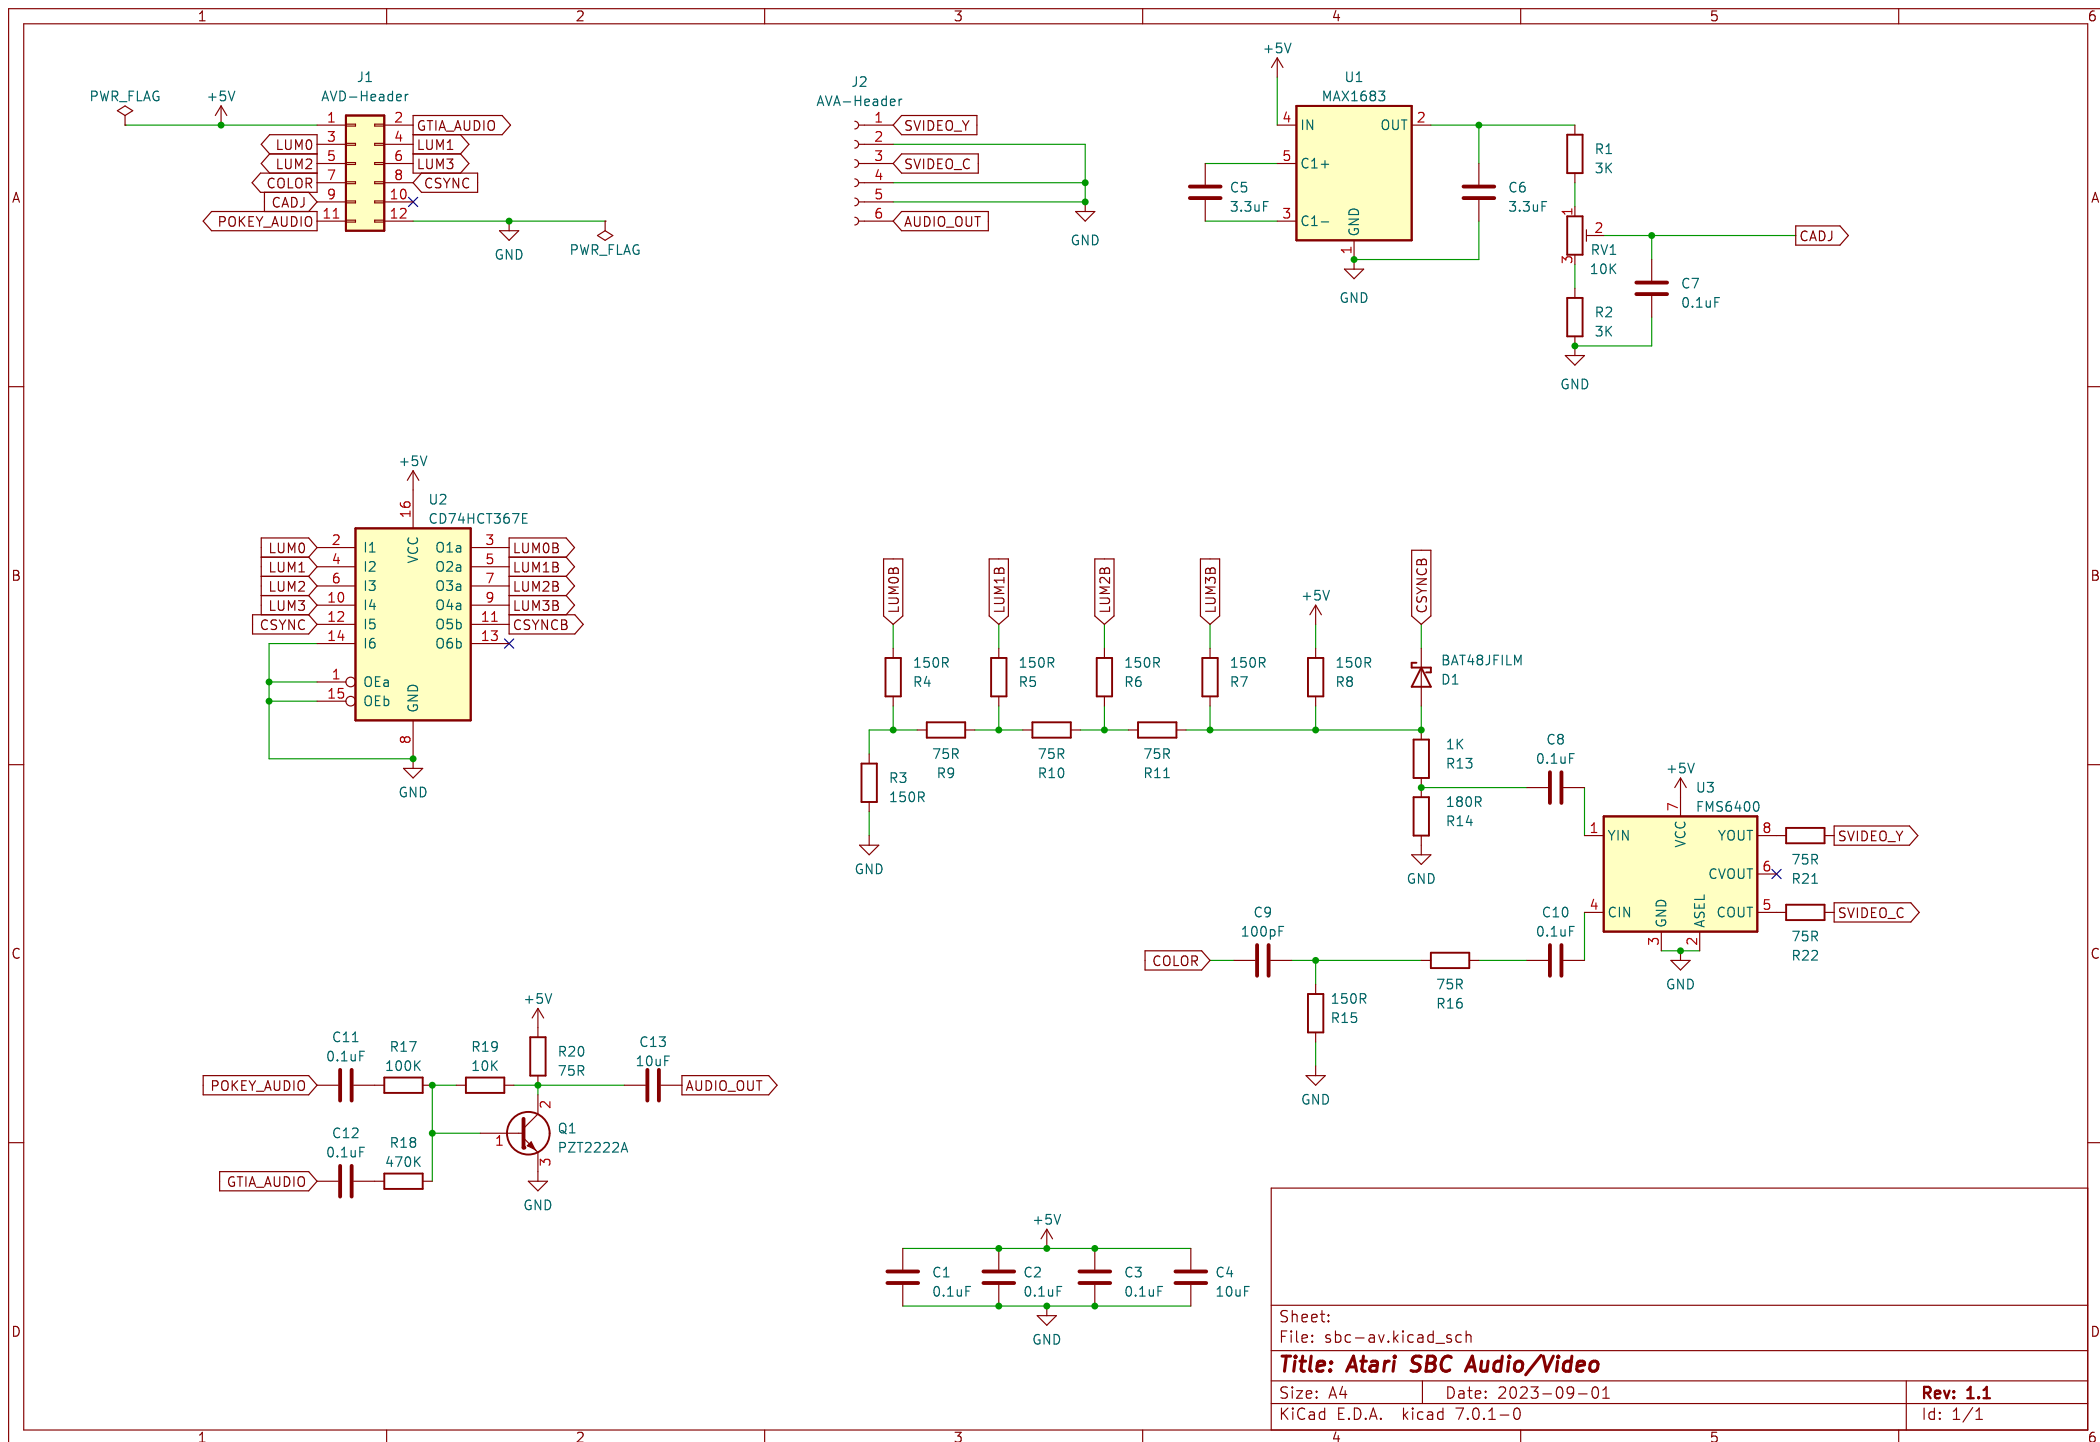 1 2 3 4 5 6
A
B
C
D
PWR_FLAG
+5V
J1
AVD-Header
1 2 GTIA_AUDIO
LUM0 3 4 LUM1
LUM2 5 6 LUM3
COLOR 7 8 CSYNC
CADJ 9 10
POKEY_AUDIO 11 12
GND
PWR_FLAG
J2
AVA-Header
1 SVIDEO_Y
2
3 SVIDEO_C
4
5
6 AUDIO_OUT
GND
+5V
U1
MAX1683
4 IN OUT 2
5 C1+
3 C1-
GND
1
GND
C5
3.3uF
C6
3.3uF
R1
3K
1
2
3
RV1
10K
CADJ
C7
0.1uF
R2
3K
GND
+5V
16
U2
CD74HCT367E
VCC
LUM0 2 I1 O1a 3 LUM0B
LUM1 4 I2 O2a 5 LUM1B
LUM2 6 I3 O3a 7 LUM2B
LUM3 10 I4 O4a 9 LUM3B
CSYNC 12 I5 O5b 11 CSYNCB
14 I6 O6b 13
1 OEa
15 OEb
GND
8
GND
LUM0B
LUM1B
LUM2B
LUM3B
+5V
CSYNCB
150R
R4
150R
R5
150R
R6
150R
R7
150R
R8
BAT48JFILM
D1
75R
R9
75R
R10
75R
R11
R3
150R
GND
1K
R13
180R
R14
GND
C8
0.1uF
+5V
U3
FMS6400
7
VCC
1 YIN YOUT 8 SVIDEO_Y
75R
R21
CVOUT 6
4 CIN COUT 5 SVIDEO_C
75R
R22
GND
ASEL
3
2
GND
COLOR
C9
100pF
150R
R15
GND
75R
R16
C10
0.1uF
+5V
R20
75R
C11
0.1uF
R17
100K
R19
10K
C13
10uF
POKEY_AUDIO
AUDIO_OUT
C12
0.1uF
R18
470K
GTIA_AUDIO
1
2
3
Q1
PZT2222A
GND
+5V
C1
0.1uF
C2
0.1uF
C3
0.1uF
C4
10uF
GND
Sheet:
File: sbc-av.kicad_sch
Title: Atari SBC Audio/Video
Size: A4 Date: 2023-09-01 Rev: 1.1
KiCad E.D.A. kicad 7.0.1-0 Id: 1/1
A
B
C
D
1 2 3 4 5 6